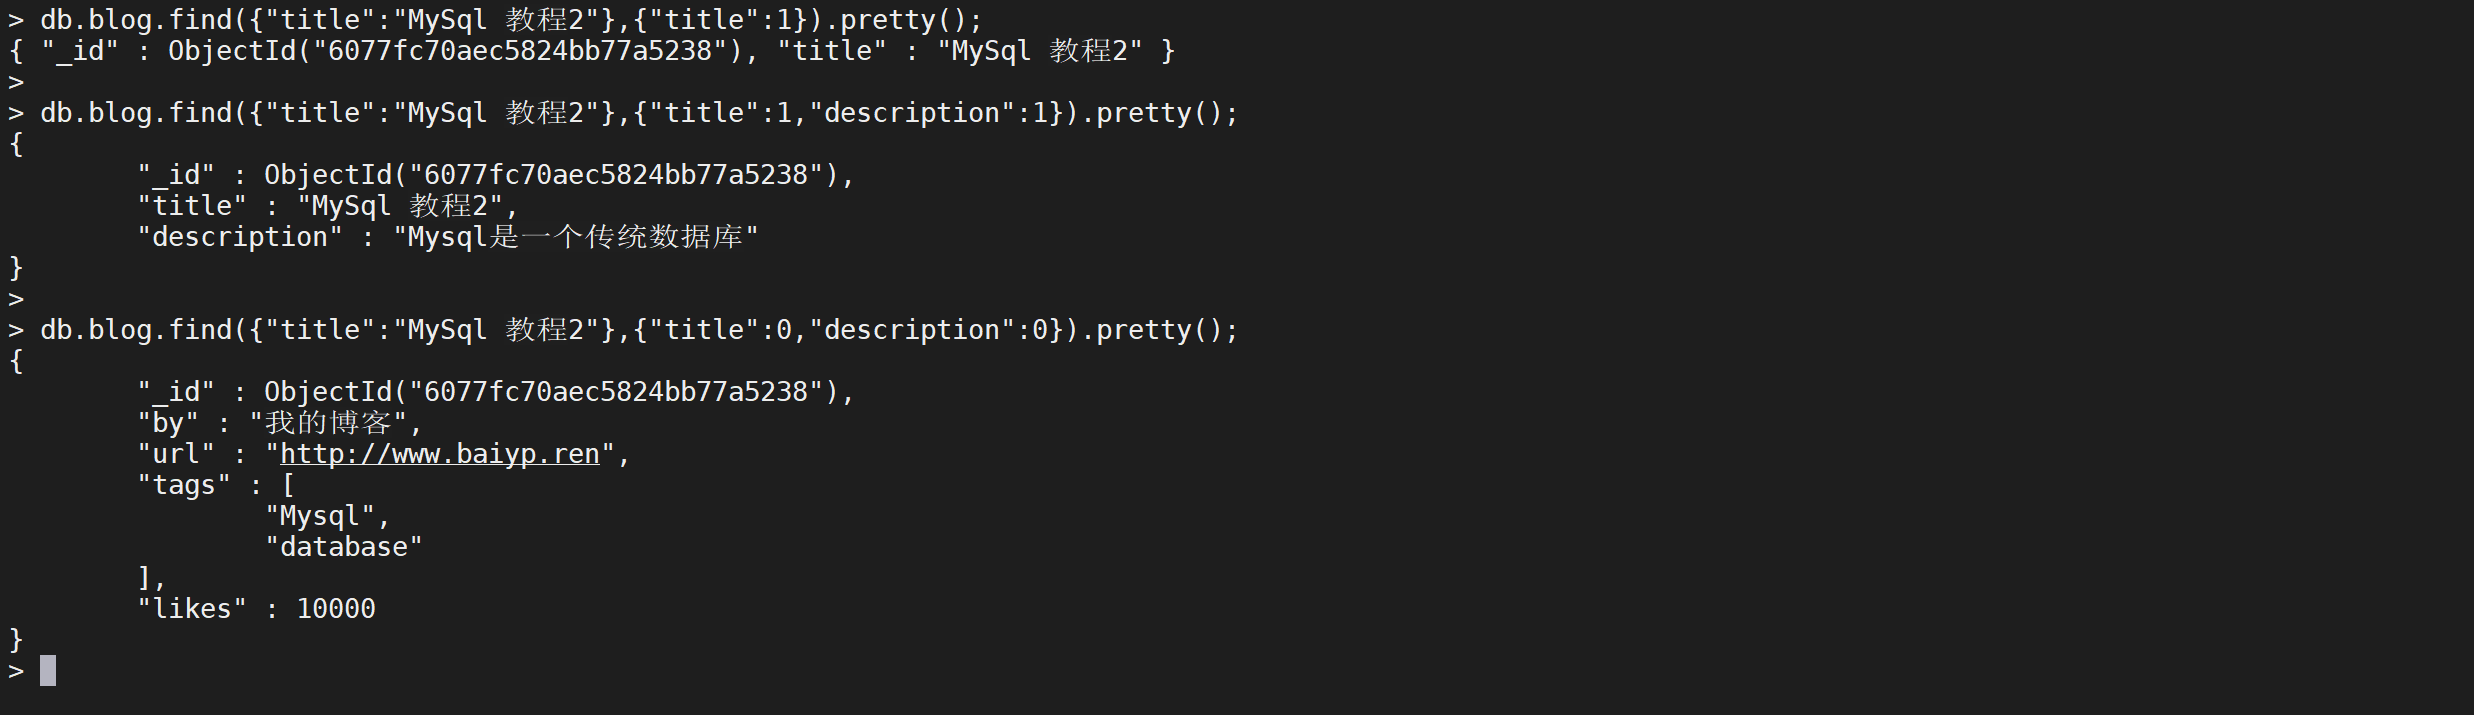 > db.blog.find({"title":"MySql 教程2"},{"title":1}).pretty();
{ "_id" : ObjectId("6077fc70aec5824bb77a5238"), "title" : "MySql 教程2" }
>
> db.blog.find({"title":"MySql 教程2"},{"title":1,"description":1}).pretty();
{
        "_id" : ObjectId("6077fc70aec5824bb77a5238"),
        "title" : "MySql 教程2",
        "description" : "Mysql是一个传统数据库"
}
>
> db.blog.find({"title":"MySql 教程2"},{"title":0,"description":0}).pretty();
{
        "_id" : ObjectId("6077fc70aec5824bb77a5238"),
        "by" : "我的博客",
        "url" : "http://www.baiyp.ren",
        "tags" : [
                "Mysql",
                "database"
        ],
        "likes" : 10000
}
>